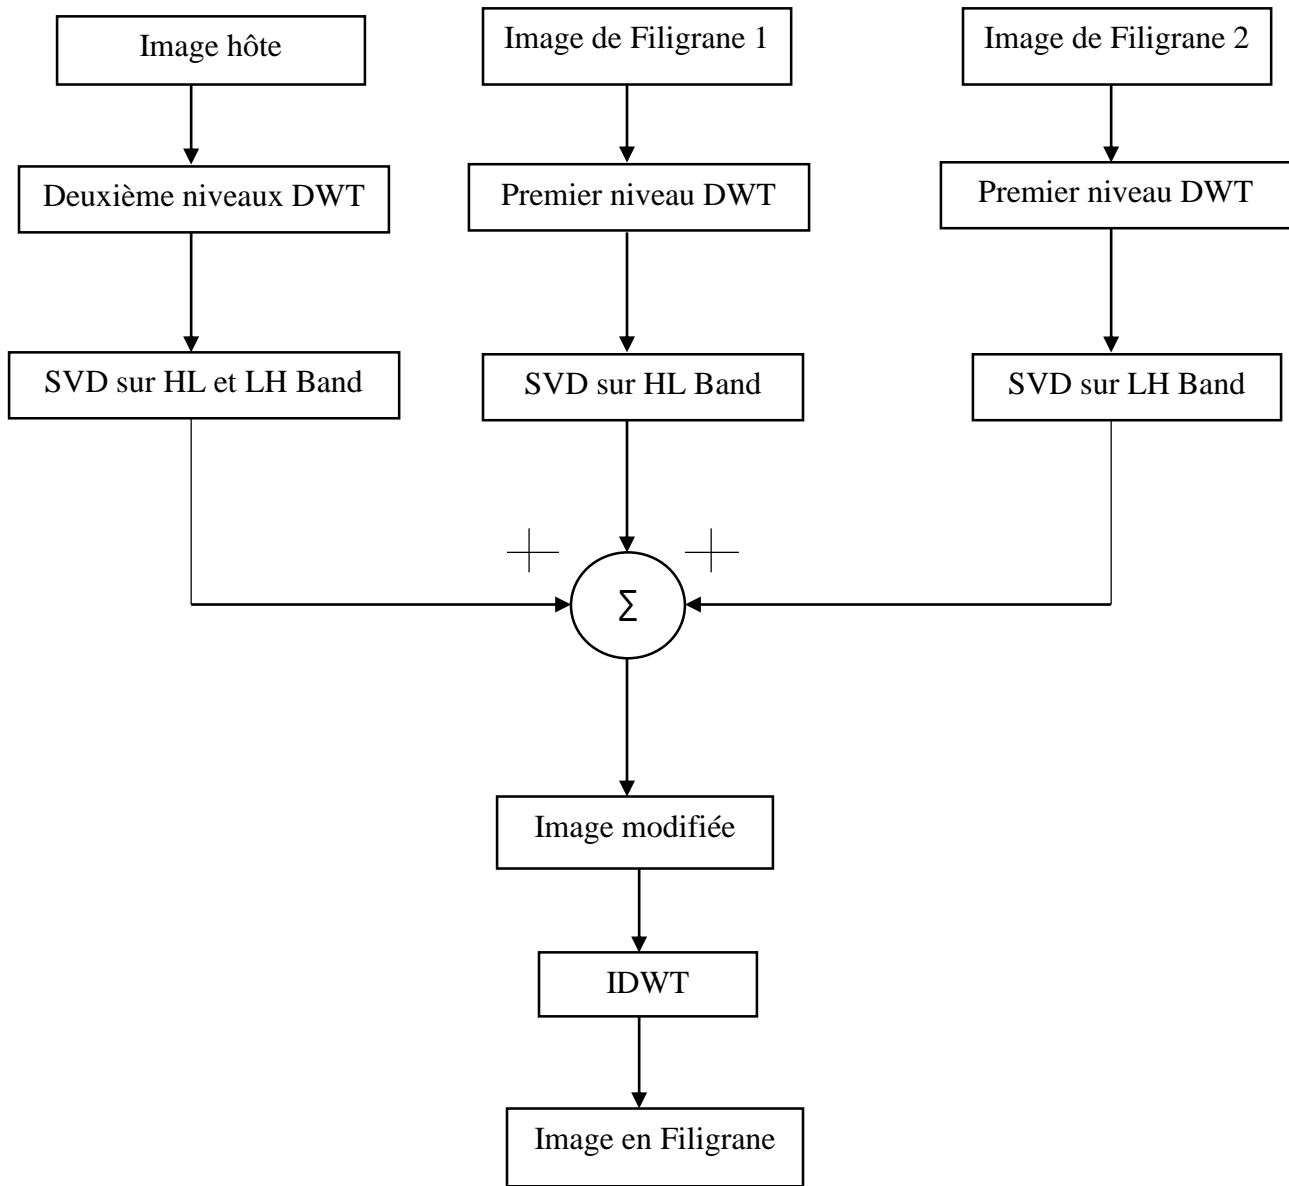 Image hôte
Image de Filigrane 1
Image de Filigrane 2
Deuxième niveaux DWT
Premier niveau DWT
Premier niveau DWT
SVD sur HL et LH Band
SVD sur HL Band
SVD sur LH Band
+
+
Σ
Image modifiée
IDWT
Image en Filigrane